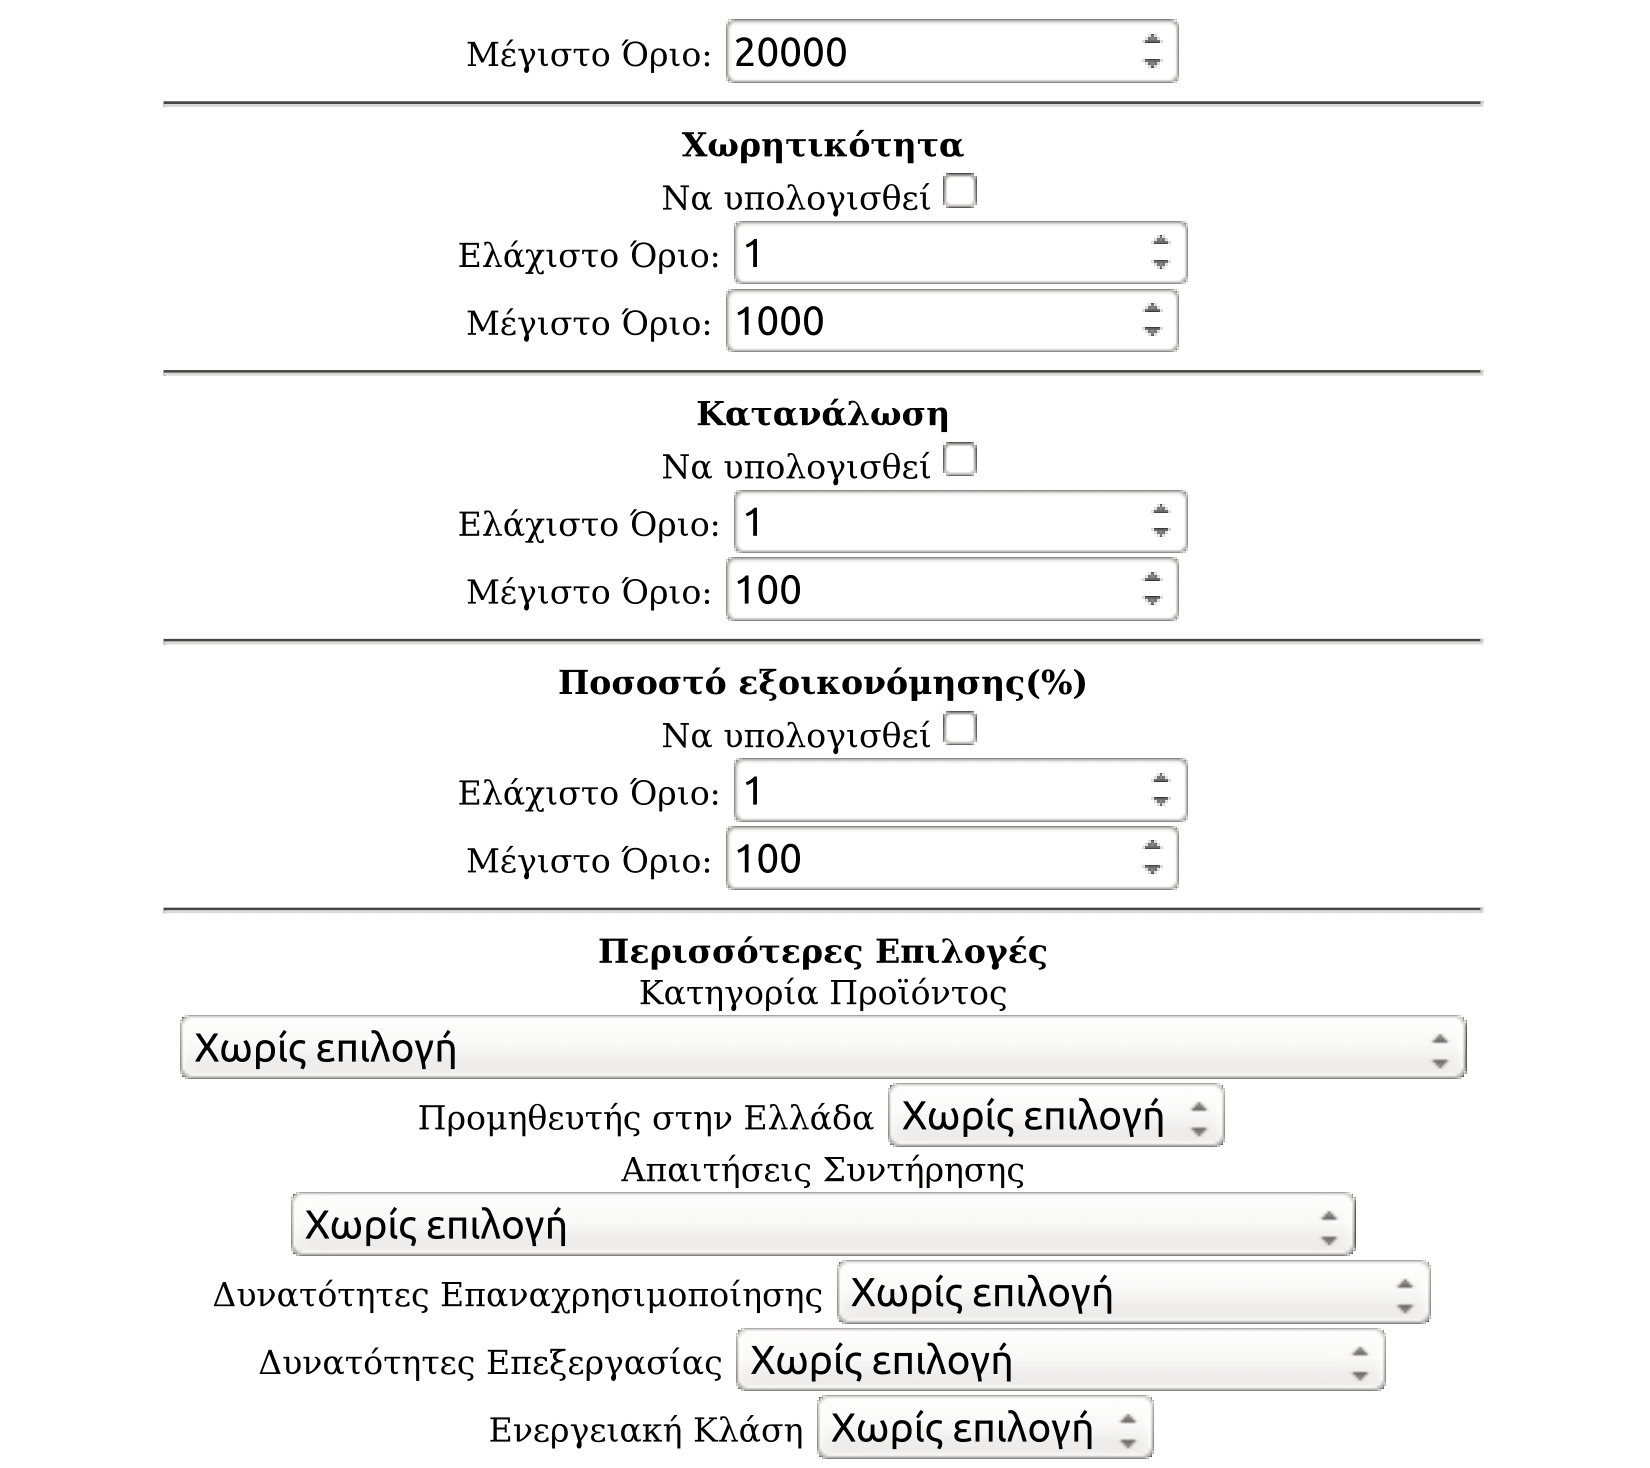 Μέγιστο Όριο: 20000
Χωρητικότητα
Να υπολογισθεί
Ελάχιστο Όριο: 1
Μέγιστο Όριο: 1000
Κατανάλωση
Να υπολογισθεί
Ελάχιστο Όριο: 1
Μέγιστο Όριο: 100
Ποσοστό εξοικονόμησης(%)
Να υπολογισθεί
Ελάχιστο Όριο: 1
Μέγιστο Όριο: 100
Περισσότερες Επιλογές
Κατηγορία Προϊόντος
Χωρίς επιλογή
Προμηθευτής στην Ελλάδα Χωρίς επιλογή
Απαιτήσεις Συντήρησης
Χωρίς επιλογή
Δυνατότητες Επαναχρησιμοποίησης Χωρίς επιλογή
Δυνατότητες Επεξεργασίας Χωρίς επιλογή
Ενεργειακή Κλάση Χωρίς επιλογή